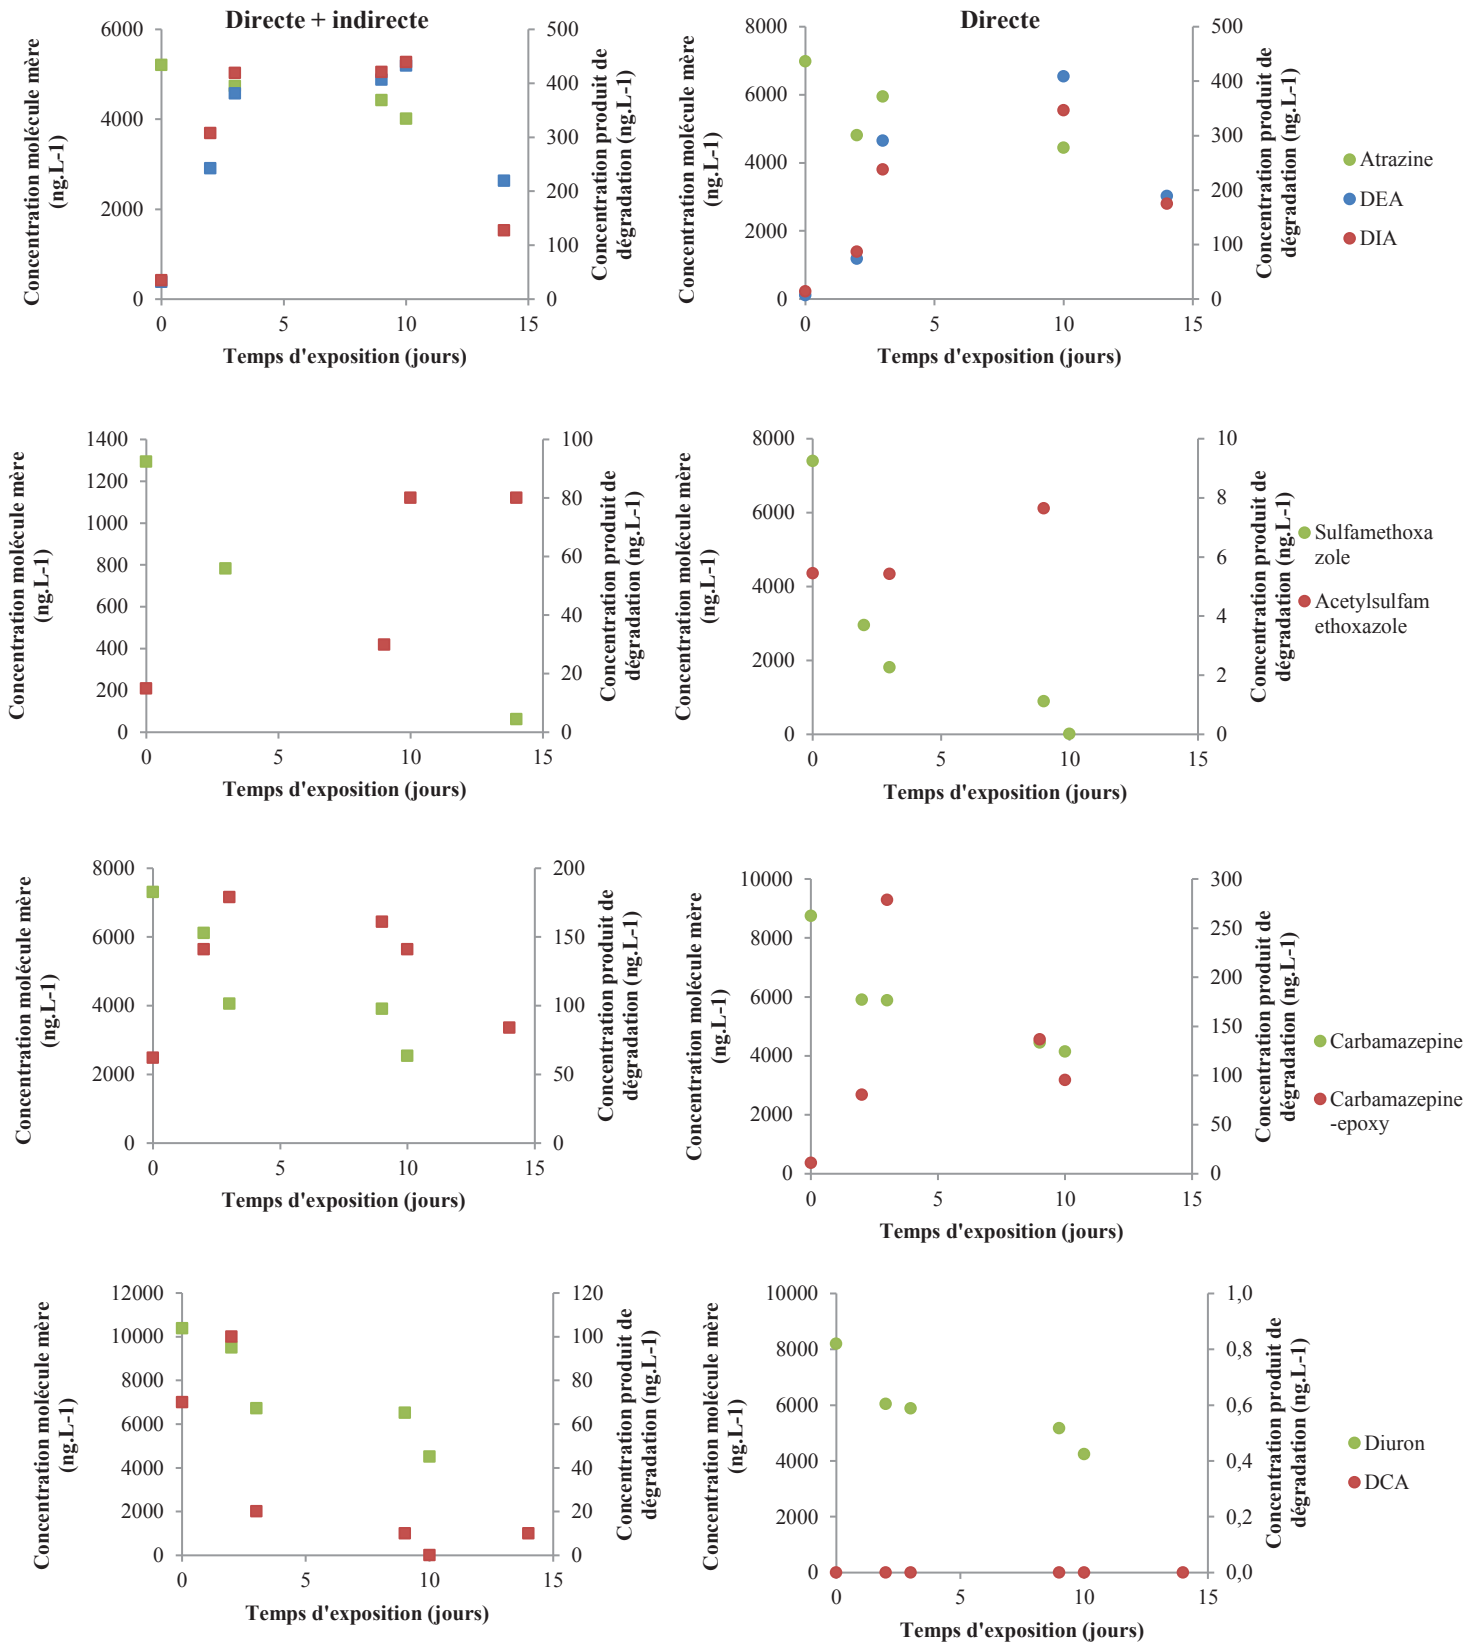 Directe + indirecte
Directe
Concentration molécule mère
(ng.L-1)
6000
4000
2000
0
500
400
300
200
100
0
Concentration produit de
dégradation (ng.L-1)
0
5
10
15
Temps d'exposition (jours)
Concentration molécule mère
(ng.L-1)
8000
6000
4000
2000
0
500
400
300
200
100
0
Concentration produit de
dégradation (ng.L-1)
0
5
10
15
Temps d'exposition (jours)
Atrazine
DEA
DIA
Concentration molécule mère
(ng.L-1)
1400
1200
1000
800
600
400
200
0
100
80
60
40
20
0
Concentration produit de
dégradation (ng.L-1)
0
5
10
15
Temps d'exposition (jours)
Concentration molécule mère
(ng.L-1)
8000
6000
4000
2000
0
10
8
6
4
2
0
Concentration produit de
dégradation (ng.L-1)
0
5
10
15
Temps d'exposition (jours)
Sulfamethoxa
zole
Acetylsulfam
ethoxazole
Concentration molécule mère
(ng.L-1)
8000
6000
4000
2000
0
200
150
100
50
0
Concentration produit de
dégradation (ng.L-1)
0
5
10
15
Temps d'exposition (jours)
Concentration molécule mère
(ng.L-1)
10000
8000
6000
4000
2000
0
300
250
200
150
100
50
0
Concentration produit de
dégradation (ng.L-1)
0
5
10
15
Temps d'exposition (jours)
Carbamazepine
Carbamazepine
-epoxy
Concentration molécule mère
(ng.L-1)
12000
10000
8000
6000
4000
2000
0
120
100
80
60
40
20
0
Concentration produit de
dégradation (ng.L-1)
0
5
10
15
Temps d'exposition (jours)
Concentration molécule mère
(ng.L-1)
10000
8000
6000
4000
2000
0
1,0
0,8
0,6
0,4
0,2
0,0
Concentration produit de
dégradation (ng.L-1)
0
5
10
15
Temps d'exposition (jours)
Diuron
DCA